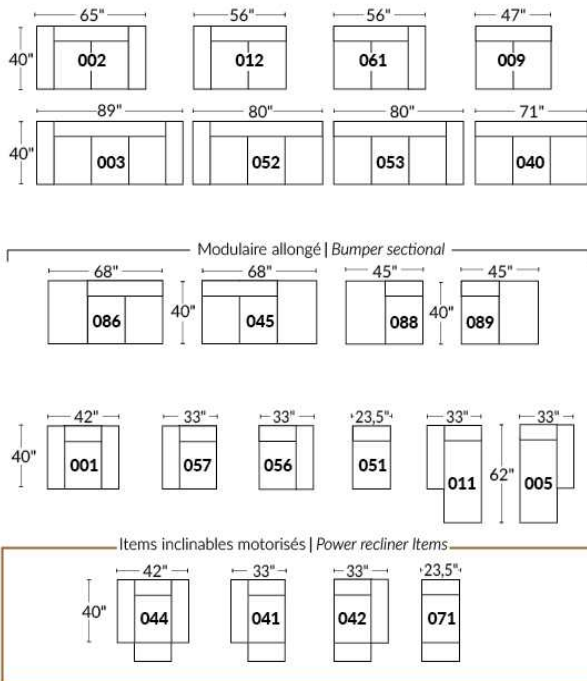 65" 56" 56" 47"
40" 002 012 061 009
89" 80" 80" 71"
40" 003 052 053 040
Modulaire allongé | Bumper sectional
68" 68" 45" 45"
086 40" 045 088 40" 089
42" 33" 33" 23,5" 33" 33"
40" 001 057 056 051 011 62" 005
Items inclinables motorisés | Power recliner Items
42" 33" 33" 23,5"
40" 044 041 042 071